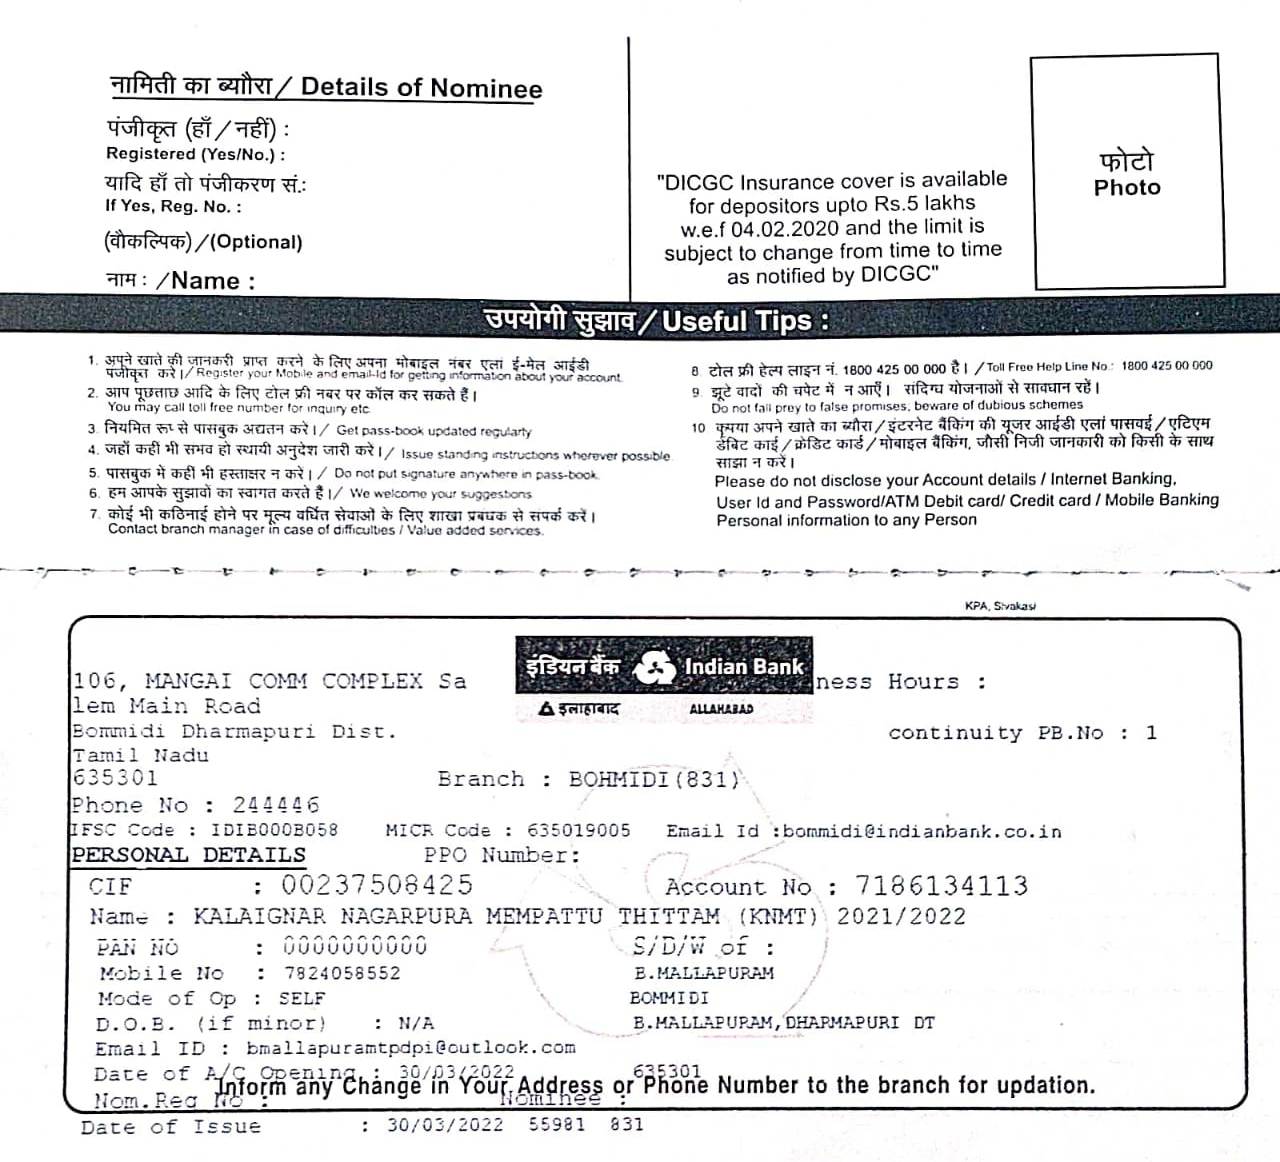 नामिती का ब्यौरा / Details of Nominee
पंजीकृत (हाँ / नहीं) :
Registered (Yes/No.) :
यादि हाँ तो पंजीकरण सं.:
If Yes, Reg. No. :
(वौकल्पिक) / (Optional)
नाम : / Name :
"DICGC Insurance cover is available
for depositors upto Rs.5 lakhs
w.e.f 04.02.2020 and the limit is
subject to change from time to time
as notified by DICGC"
फोटो
Photo
उपयोगी सुझाव / Useful Tips :
1. अपने खाते की जानकरी प्राप्त करने के लिए अपना मोबाइल नंबर एलां ई-मेल आईडी
पंजीकृत करें। / Register your Mobile and email-Id for getting information about your account.
2. आप पूछताछ आदि के लिए टोल फ्री नबर पर कॉल कर सकते हैं।
You may call toll free number for inquiry etc.
3. नियमित रूप से पासबुक अद्यतन करें। / Get pass-book updated regularly
4. जहाँ कहीं भी सभव हो स्थायी अनुदेश जारी करें। / Issue standing instructions wherever possible.
5. पासबुक में कहीं भी हस्ताक्षर न करें। / Do not put signature anywhere in pass-book.
6. हम आपके सुझावों का स्वागत करते हैं। / We welcome your suggestions
7. कोई भी कठिनाई होने पर मूल्य वर्धित सेवाओं के लिए शाखा प्रबंधक से संपर्क करें।
Contact branch manager in case of difficulties / Value added services.
8. टोल फ्री हेल्प लाइन नं. 1800 425 00 000 है। / Toll Free Help Line No.: 1800 425 00 000
9. झूटे वादों की चपेट में न आएँ। संदिग्ध योजनाओं से सावधान रहें।
Do not fall prey to false promises, beware of dubious schemes
10 कृपया अपने खाते का ब्यौरा / इंटरनेट बैंकिंग की यूजर आईडी एलां पासवर्ड / एटिएम
डेबिट कार्ड / क्रेडिट कार्ड / मोबाइल बैंकिंग, जौसी निजी जानकारी को किसी के साथ
साझा न करें।
Please do not disclose your Account details / Internet Banking,
User Id and Password/ATM Debit card/ Credit card / Mobile Banking
Personal information to any Person
KPA, Sivakasi
इंडियन बैंक Indian Bank
इलाहाबाद ALLAHABAD
106, MANGAI COMM COMPLEX Sa
ness Hours :
lem Main Road
Bommidi Dharmapuri Dist.
continuity PB.No : 1
Tamil Nadu
635301 Branch : BOHMIDI(831)
Phone No : 244446
IFSC Code : IDIB000B058 MICR Code : 635019005 Email Id :bommidi@indianbank.co.in
PERSONAL DETAILS PPO Number:
CIF : 00237508425 Account No : 7186134113
Name : KALAIGNAR NAGARPURA MEMPATTU THITTAM (KNMT) 2021/2022
PAN NO : 0000000000 S/D/W of :
Mobile No : 7824058552 B.MALLAPURAM
Mode of Op : SELF BOMMIDI
D.O.B. (if minor) : N/A B.MALLAPURAM,DHARMAPURI DT
Email ID : bmallapuramtpdpi@outlook.com
Date of A/C Opening : 30/03/2022 635301
Inform any Change in Your Address or Phone Number to the branch for updation.
Nom.Reg No : Nominee :
Date of Issue : 30/03/2022 55981 831